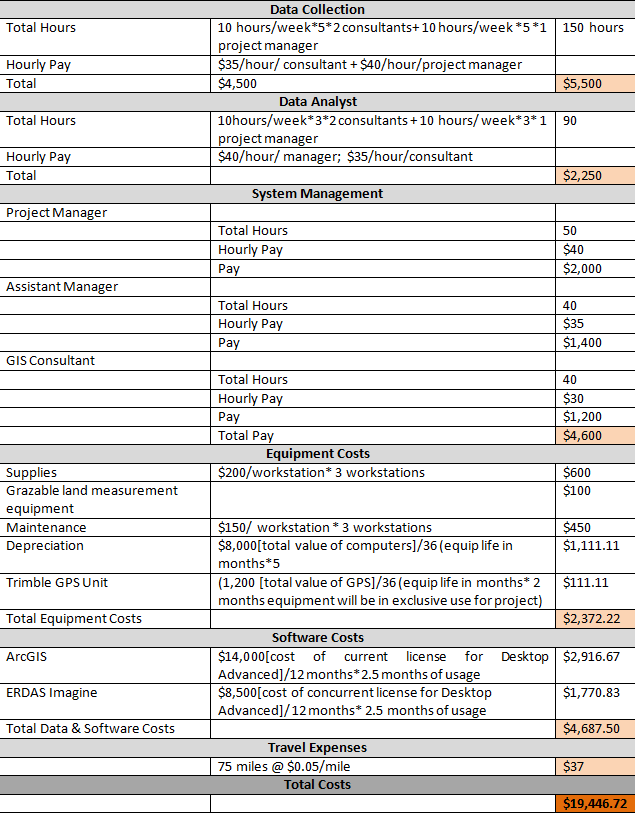 Data Collection
Total Hours 10 hours/week*5*2 consultants+ 10 hours/week *5 *1 150 hours
project manager
Hourly Pay $35/hour/ consultant + $40/hour/project manager
Total $4,500 $5,500
Data Analyst
Total Hours 10hours/week*3*2 consultants + 10 hours/ week*3* 1 90
project manager
Hourly Pay $40/hour/ manager; $35/hour/consultant
Total $2,250
System Management
Project Manager
Total Hours 50
Hourly Pay $40
Pay $2,000
Assistant Manager
Total Hours 40
Hourly Pay $35
Pay $1,400
GIS Consultant
Total Hours 40
Hourly Pay $30
Pay $1,200
Total Pay $4,600
Equipment Costs
Supplies $200/workstation* 3 workstations $600
Grazable land measurement $100
equipment
Maintenance $150/ workstation * 3 workstations $450
Depreciation $8,000[total value of computers]/36 (equip life in $1,111.11
months*5
Trimble GPS Unit (1,200 [total value of GPS]/36 (equip life in months* 2 $111.11
months equipment will be in exclusive use for project)
Total Equipment Costs $2,372.22
Software Costs
ArcGIS $14,000[cost of current license for Desktop $2,916.67
Advanced]/12 months*2.5 months of usage
ERDAS Imagine $8,500[cost of concurrent license for Desktop $1,770.83
Advanced]/12 months* 2.5 months of usage
Total Data & Software Costs $4,687.50
Travel Expenses
75 miles @ $0.05/mile $37
Total Costs
$19,446.72